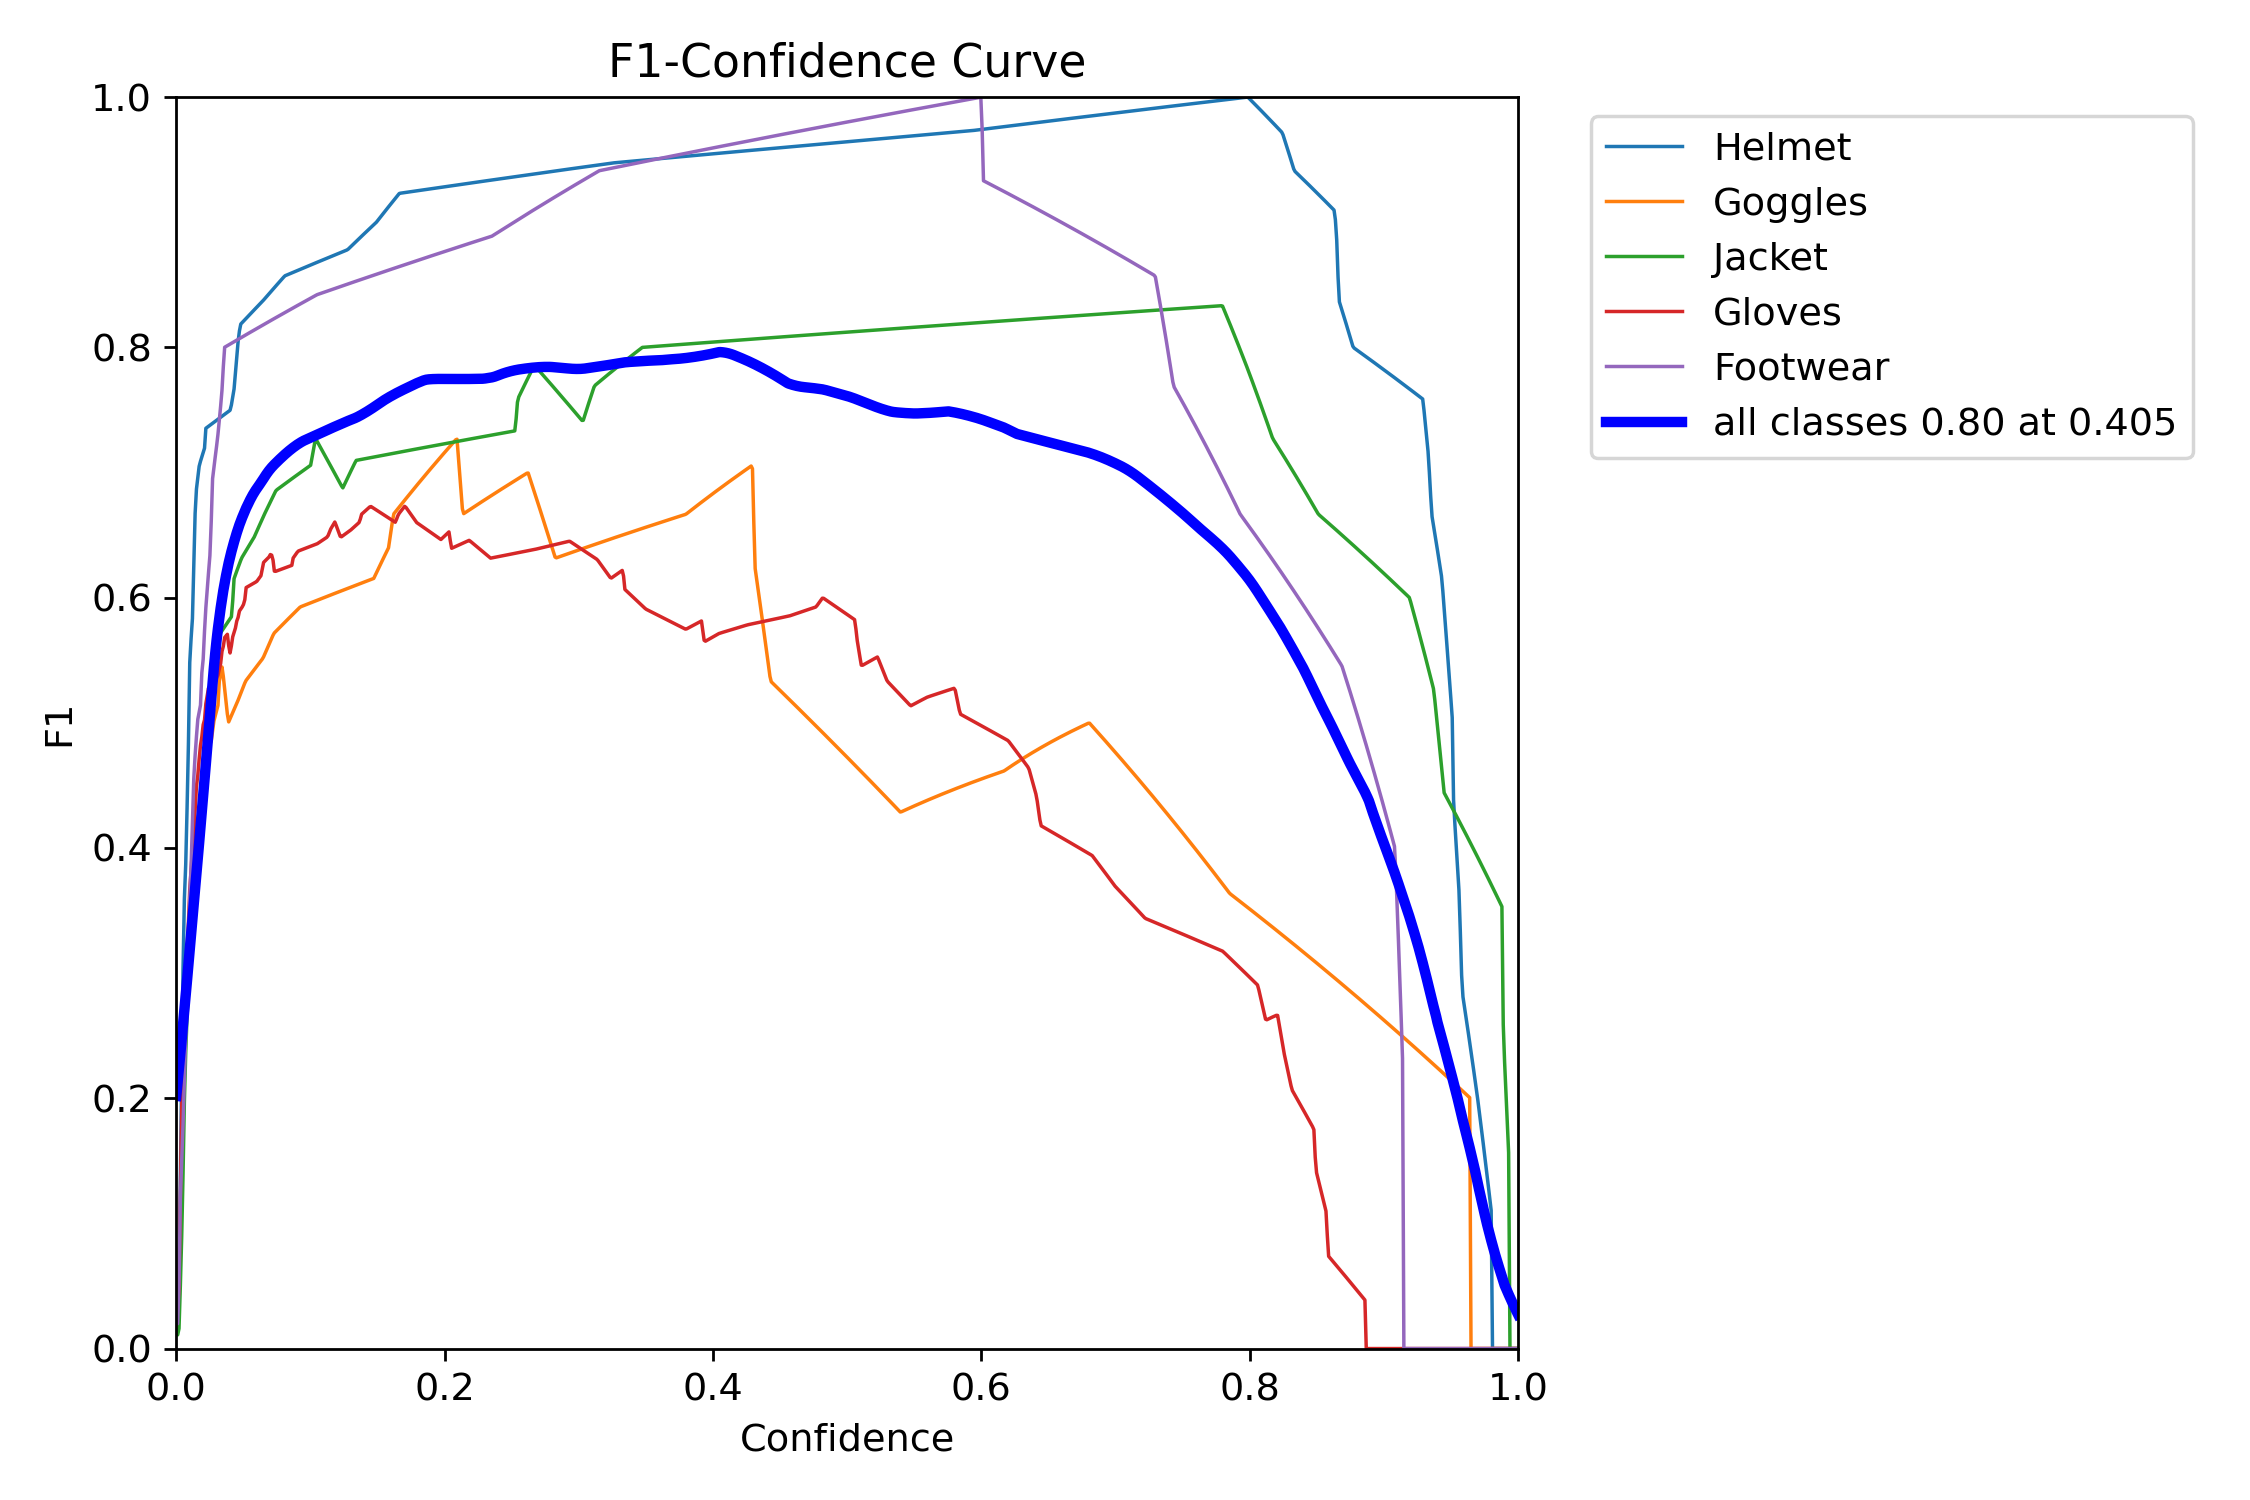 F1-Confidence Curve
1.0
0.8
0.6
0.4
0.2
0.0
F1
0.0 0.2 0.4 0.6 0.8 1.0
Confidence
Helmet
Goggles
Jacket
Gloves
Footwear
all classes 0.80 at 0.405